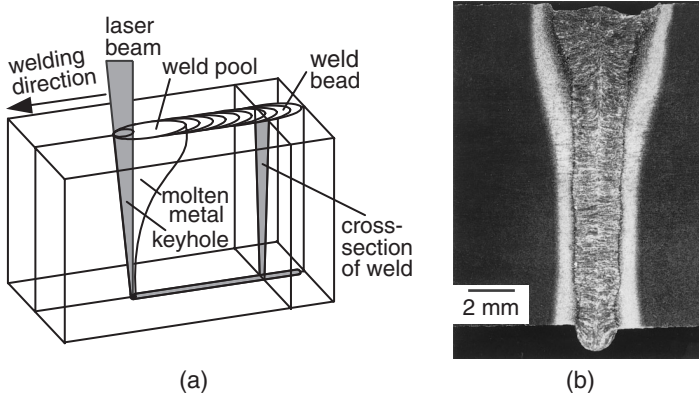 laser
beam
welding
direction
weld pool
weld
bead
molten
metal
keyhole
cross-
section
of weld
2 mm
(a)
(b)